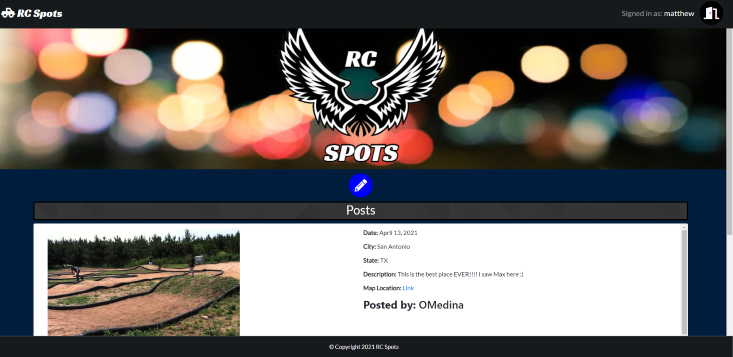 RC Spots
Signed in as: matthew
RC
SPOTS
Posts
Date: April 13, 2021
City: San Antonio
State: TX
Description: This is the best place EVER!!!! I saw Max here :)
Map Location: Link
Posted by: OMedina
© Copyright 2021 RC Spots